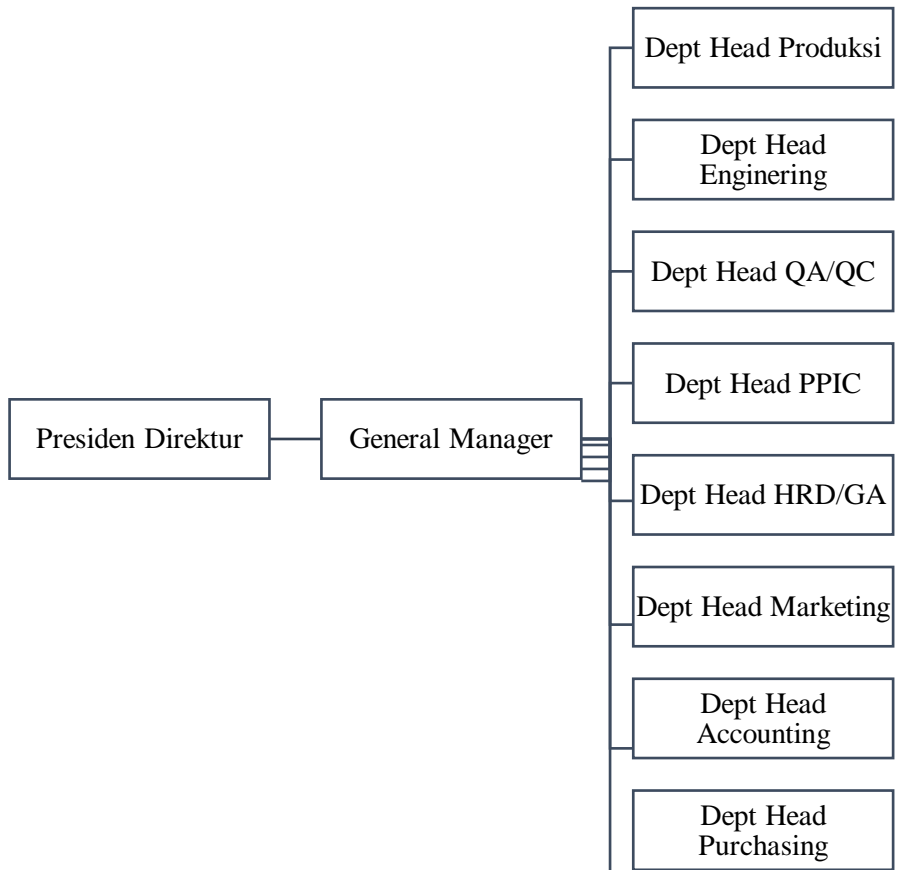 Dept Head Produksi
Dept Head
Enginering
Dept Head QA/QC
Dept Head PPIC
Presiden Direktur
General Manager
Dept Head HRD/GA
Dept Head Marketing
Dept Head
Accounting
Dept Head
Purchasing